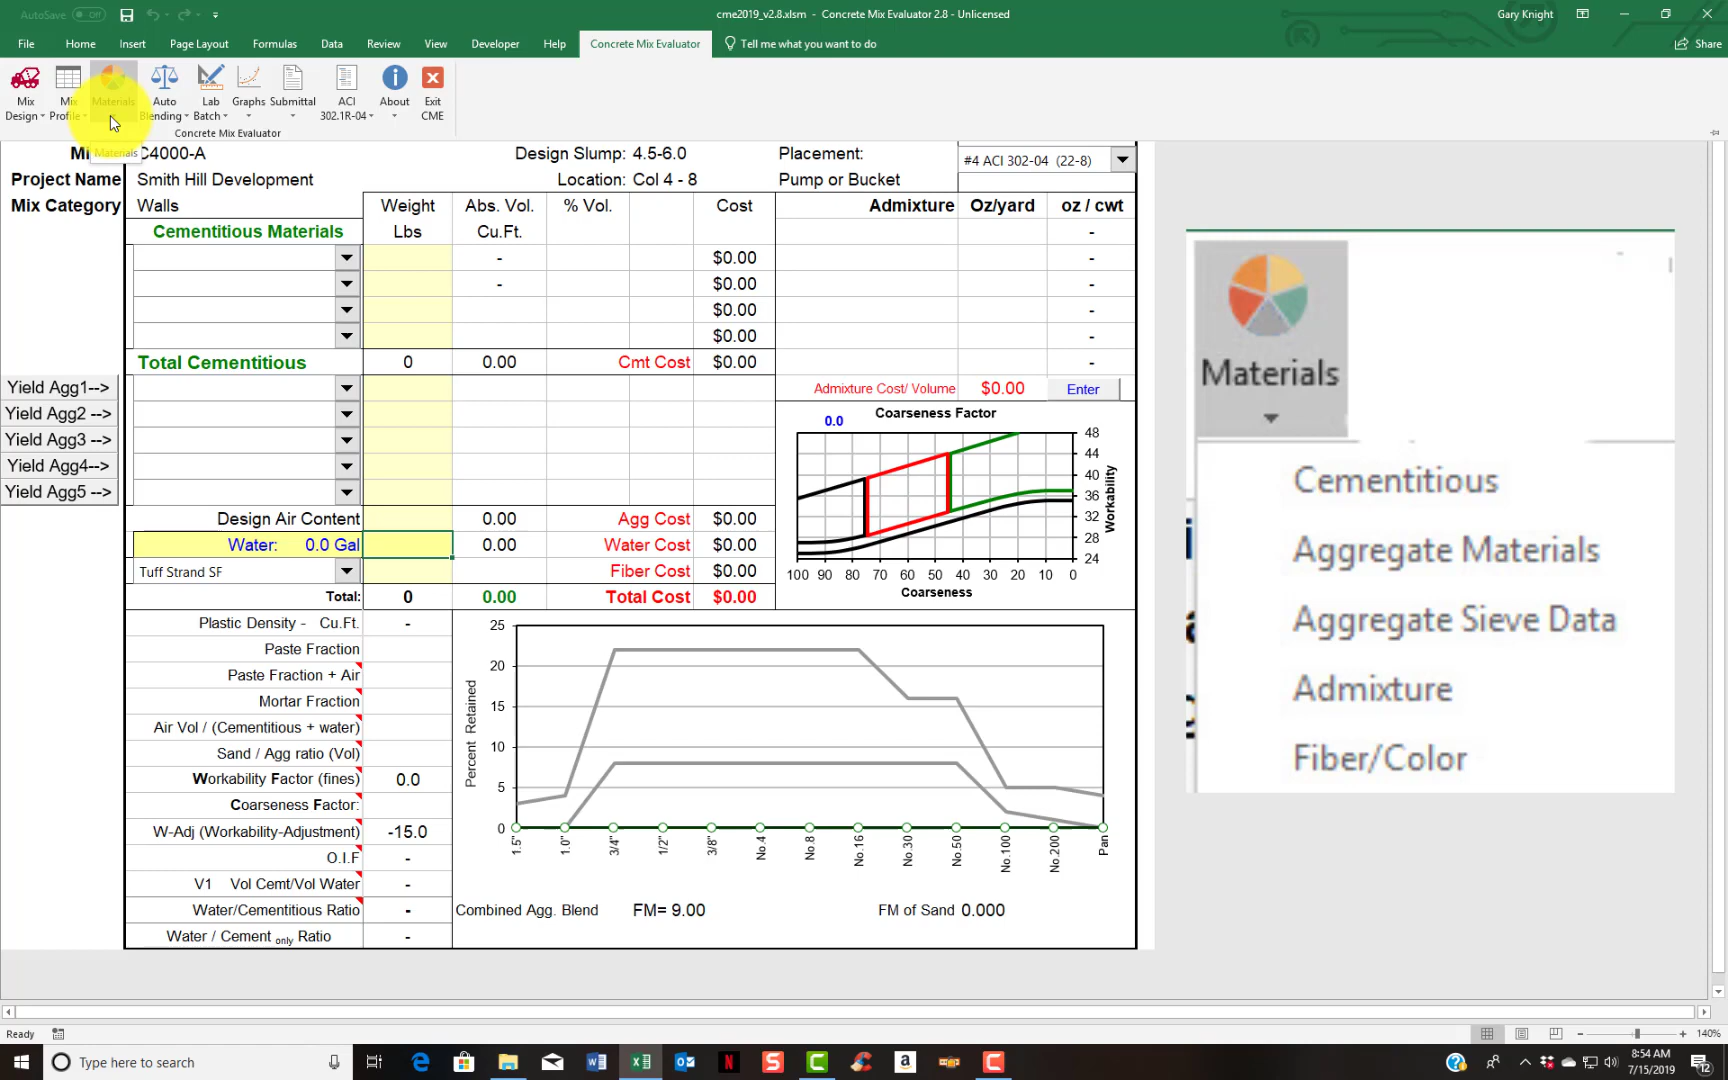 AutoSave Off
cme2019_v2.8.xlsm - Concrete Mix Evaluator 2.8 - Unlicensed
Gary Knight
File Home Insert Page Layout Formulas Data Review View Developer Help Concrete Mix Evaluator Tell me what you want to do Share
Mix Design
Mix Profile
Materials
Auto Blending
Lab Batch
Graphs
Submittal
ACI 302.1R-04
About
Exit CME
Concrete Mix Evaluator
Materials
C4000-A Design Slump: 4.5-6.0 Placement: #4 ACI 302-04 (22-8)
Project Name Smith Hill Development Location: Col 4 - 8 Pump or Bucket
Mix Category Walls Weight Abs. Vol. % Vol. Cost Admixture Oz/yard oz / cwt
Cementitious Materials Lbs Cu.Ft. -
- $0.00 -
- $0.00 -
$0.00 -
$0.00 -
Total Cementitious 0 0.00 Cmt Cost $0.00 -
Yield Agg1-->
Yield Agg2 -->
Yield Agg3 -->
Yield Agg4-->
Yield Agg5 -->
Admixture Cost/ Volume $0.00 Enter
Coarseness Factor
0.0
48
44
40
36
32
28
24
Workability
100 90 80 70 60 50 40 30 20 10 0
Coarseness
Design Air Content 0.00 Agg Cost $0.00
Water: 0.0 Gal 0.00 Water Cost $0.00
Tuff Strand SF Fiber Cost $0.00
Total: 0 0.00 Total Cost $0.00
Plastic Density - Cu.Ft. -
Paste Fraction
Paste Fraction + Air
Mortar Fraction
Air Vol / (Cementitious + water)
Sand / Agg ratio (Vol)
Workability Factor (fines) 0.0
Coarseness Factor:
W-Adj (Workability-Adjustment) -15.0
O.I.F -
V1 Vol Cemt/Vol Water -
Water/Cementitious Ratio -
Water / Cement only Ratio -
Percent Retained
25
20
15
10
5
0
1.5" 1.0" 3/4" 1/2" 3/8" No.4 No.8 No.16 No.30 No.50 No.100 No.200 Pan
Combined Agg. Blend FM= 9.00 FM of Sand 0.000
Materials
Cementitious
Aggregate Materials
Aggregate Sieve Data
Admixture
Fiber/Color
Ready
140%
Type here to search
8:54 AM
7/15/2019
12